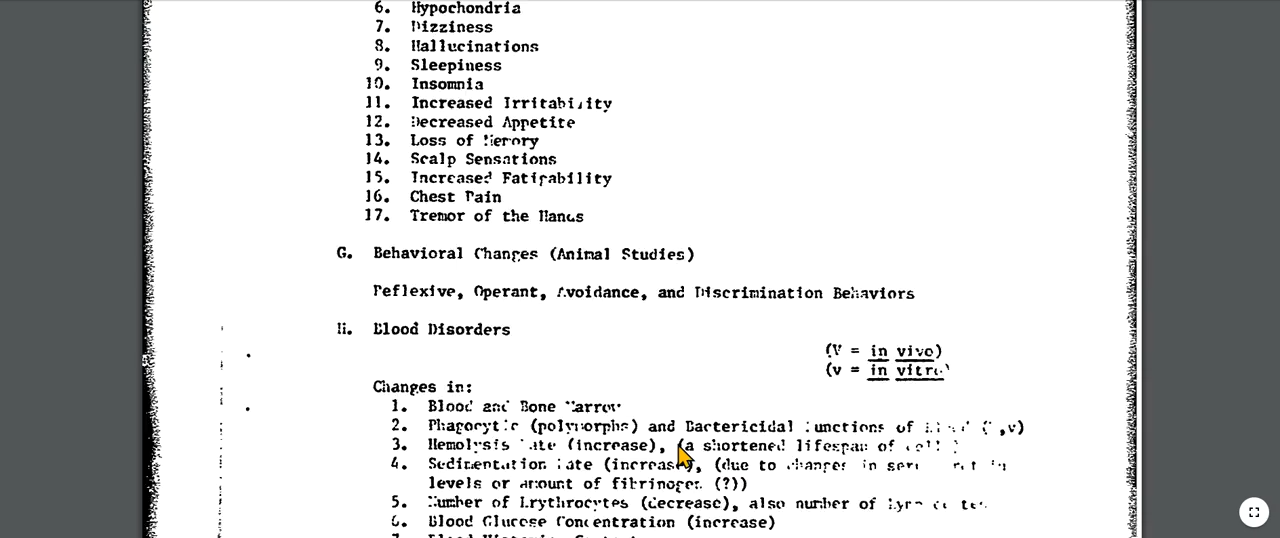 6. Hypochondria
7. Dizziness
8. Hallucinations
9. Sleepiness
10. Insomnia
11. Increased Irritability
12. Decreased Appetite
13. Loss of Memory
14. Scalp Sensations
15. Increased Fatigability
16. Chest Pain
17. Tremor of the Hands
G. Behavioral Changes (Animal Studies)
Reflexive, Operant, Avoidance, and Discrimination Behaviors
H. Blood Disorders
(V = in vivo)
(v = in vitro)
Changes in:
1. Blood and Bone Marrow
2. Phagocytic (polymorphs) and Bactericidal Functions of
3. Hemolysis Rate (increase), (a shortened lifespan of cells)
4. Sedimentation Rate (increase), (due to changes in serum
levels or amount of fibrinogen (?))
5. Number of Erythrocytes (decrease), also number of Lymphocytes
6. Blood Glucose Concentration (increase)